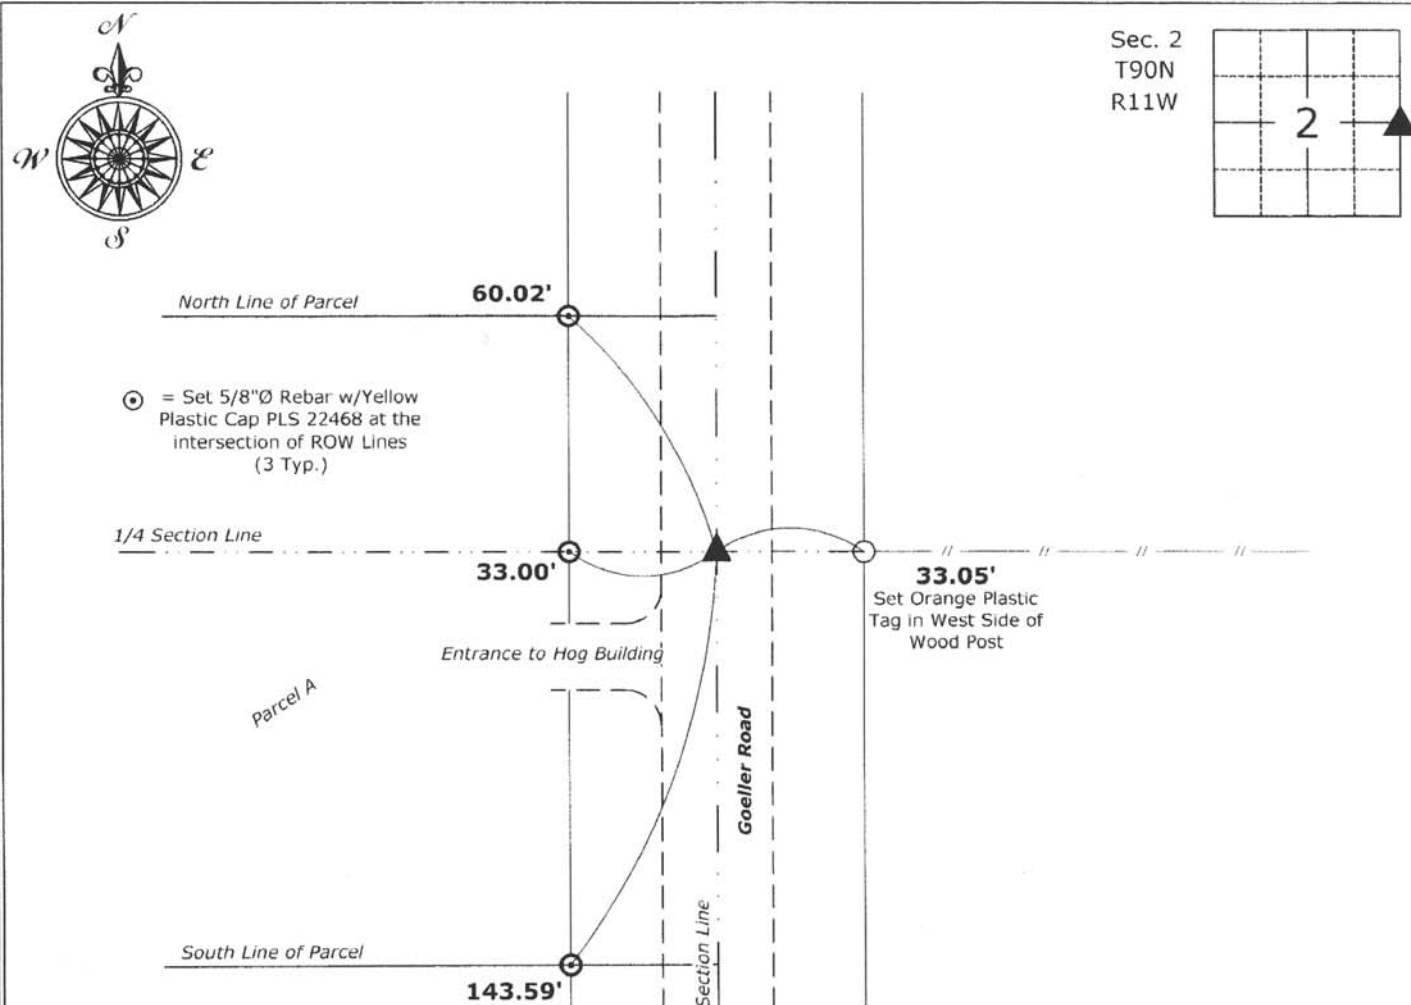 N
W
E
S
Sec. 2
T90N
R11W
2
North Line of Parcel
60.02'
= Set 5/8"Ø Rebar w/Yellow
Plastic Cap PLS 22468 at the
intersection of ROW Lines
(3 Typ.)
1/4 Section Line
33.00'
33.05'
Set Orange Plastic
Tag in West Side of
Wood Post
Entrance to Hog Building
Parcel A
Goeller Road
Section Line
South Line of Parcel
143.59'